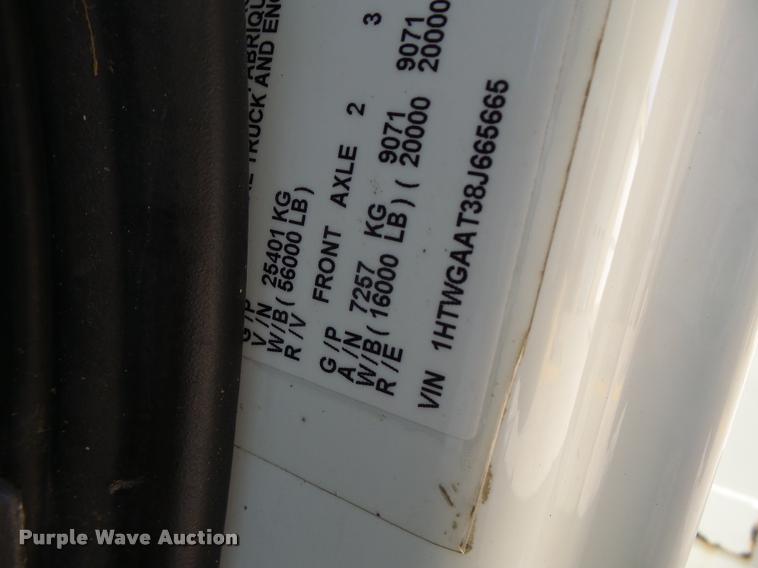 TRUCK AND ENG
G/P
V/N 25401 KG
W/B ( 56000 LB )
R/V
FRONT AXLE 2 3
G/P
A/N 7257 KG 9071 9071
W/B ( 16000 LB ) ( 20000 20000
R/E
VIN 1HTWGAAT38J665665
Purple Wave Auction